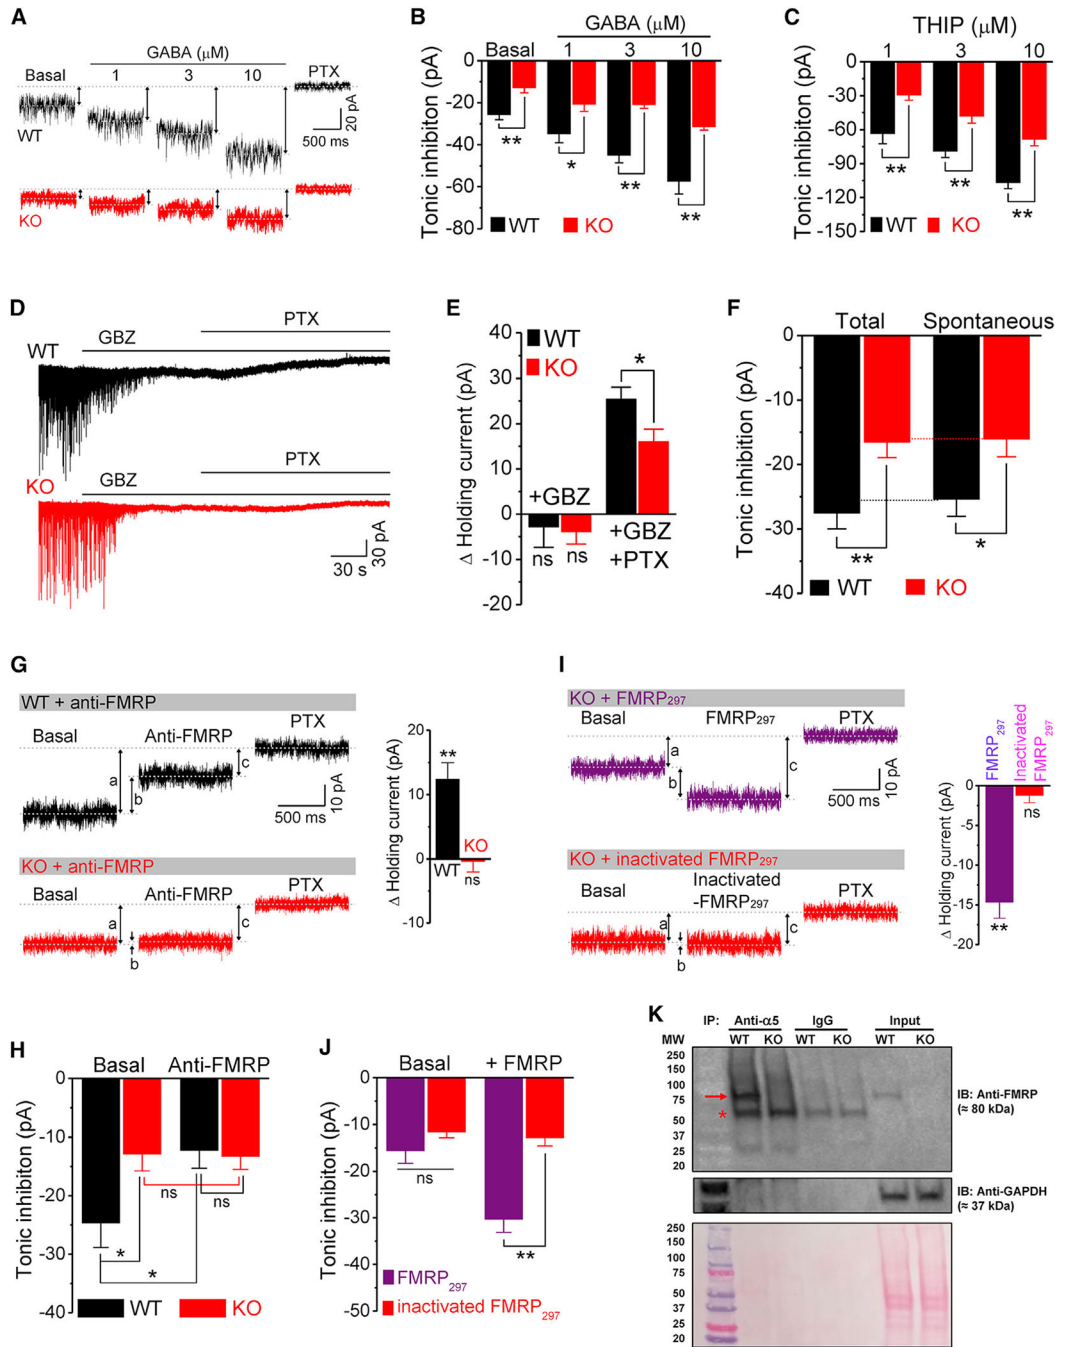 A
GABA (μM)
Basal 1 3 10 PTX
WT
20 pA
500 ms
KO
B
GABA (μM)
Basal 1 3 10
Tonic inhibiton (pA)
0
-20
-40
-60
-80
**
*
**
**
WT KO
C
THIP (μM)
1 3 10
Tonic inhibition (pA)
0
-30
-60
-90
-120
-150
**
**
**
WT KO
D
PTX
GBZ
WT
PTX
GBZ
KO
30 s
30 pA
E
Δ Holding current (pA)
40
30
20
10
0
-10
-20
WT
KO
*
+GBZ
ns ns
+GBZ
+PTX
F
Total Spontaneous
Tonic inhibition (pA)
0
-10
-20
-30
-40
**
*
WT KO
G
WT + anti-FMRP
Basal Anti-FMRP PTX
a
b
c
500 ms
10 pA
KO + anti-FMRP
Basal Anti-FMRP PTX
a
b
c
Δ Holding current (pA)
20
10
0
-10
**
KO
WT
ns
I
KO + FMRP297
Basal FMRP297 PTX
a
b
c
500 ms
10 pA
KO + inactivated FMRP297
Basal Inactivated
-FMRP297
PTX
a
b
c
FMRP297
Inactivated
FMRP297
Δ Holding current (pA)
0
-5
-10
-15
-20
ns
**
H
Basal Anti-FMRP
Tonic inhibiton (pA)
0
-10
-20
-30
-40
ns
ns
*
*
WT KO
J
Basal + FMRP
Tonic inhibiton (pA)
0
-10
-20
-30
-40
-50
ns
**
FMRP297
inactivated FMRP297
K
IP: Anti-α5 IgG Input
MW WT KO WT KO WT KO
250
150
100
75
50
37
25
20
*
IB: Anti-FMRP
(≈ 80 kDa)
IB: Anti-GAPDH
(≈ 37 kDa)
250
150
100
75
50
37
25
20